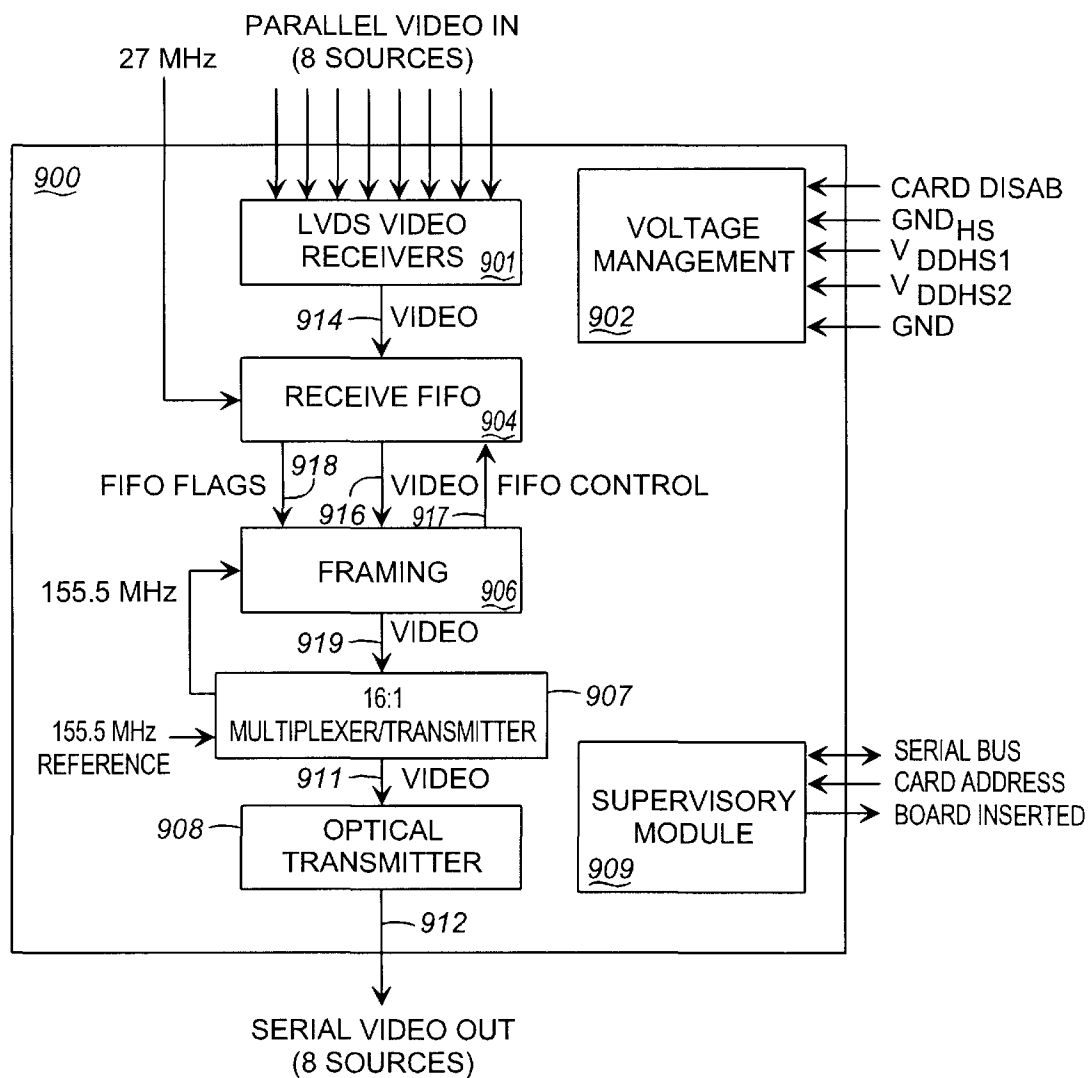 PARALLEL VIDEO IN
(8 SOURCES)
27 MHz
900
LVDS VIDEO
RECEIVERS
901
VOLTAGE
MANAGEMENT
902
CARD DISAB
GNDHS
VDDHS1
VDDHS2
GND
914
VIDEO
RECEIVE FIFO
904
FIFO FLAGS
918
916
VIDEO
917
FIFO CONTROL
155.5 MHz
FRAMING
906
919
VIDEO
16:1
MULTIPLEXER/TRANSMITTER
907
155.5 MHz
REFERENCE
911
VIDEO
908
OPTICAL
TRANSMITTER
SUPERVISORY
MODULE
909
SERIAL BUS
CARD ADDRESS
BOARD INSERTED
912
SERIAL VIDEO OUT
(8 SOURCES)